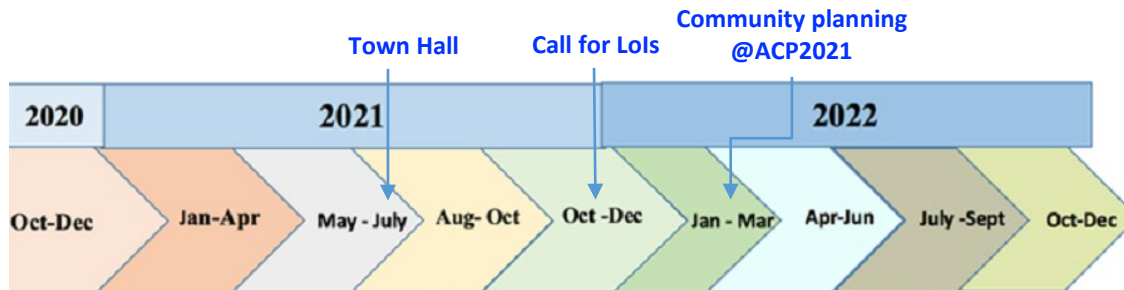 Community planning
@ACP2021
Town Hall
Call for LoIs
2020
2021
2022
Oct-Dec
Jan-Apr
May - July
Aug- Oct
Oct -Dec
Jan - Mar
Apr-Jun
July -Sept
Oct-Dec